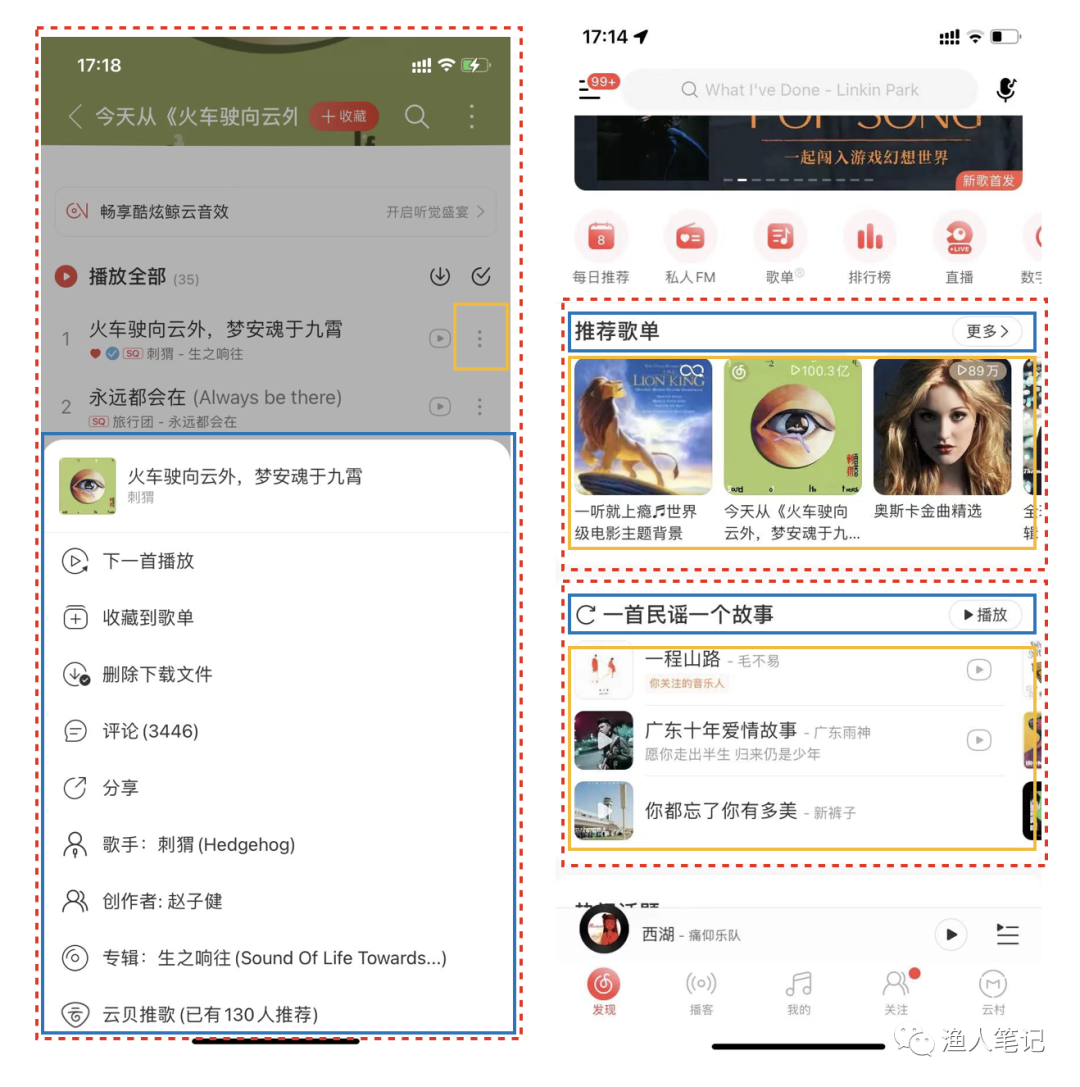 17:18
今天从《火车驶向云外
+收藏
畅享酷炫鲸云音效
开启听觉盛宴 >
播放全部 (35)
1
火车驶向云外，梦安魂于九霄
SQ 刺猬 - 生之响往
2
永远都会在 (Always be there)
SQ 旅行团 - 永远都会在
火车驶向云外，梦安魂于九霄
刺猬
下一首播放
收藏到歌单
删除下载文件
评论(3446)
分享
歌手：刺猬(Hedgehog)
创作者: 赵子健
专辑：生之响往(Sound Of Life Towards...)
云贝推歌(已有130人推荐)
17:14
99+
What I've Done - Linkin Park
POP SONG
一起闯入游戏幻想世界
新歌首发
8
LIVE
每日推荐
私人FM
歌单®
排行榜
直播
数字
推荐歌单
更多>
THE LION KING
100.3亿
89万
一听就上瘾♬世界
级电影主题背景
今天从《火车驶向
云外，梦安魂于九...
奥斯卡金曲精选
辑
一首民谣一个故事
播放
一程山路 - 毛不易
你关注的音乐人
广东十年爱情故事 - 广东雨神
愿你走出半生 归来仍是少年
你都忘了你有多美 - 新裤子
西湖 - 痛仰乐队
发现
播客
我的
关注
云村
渔人笔记